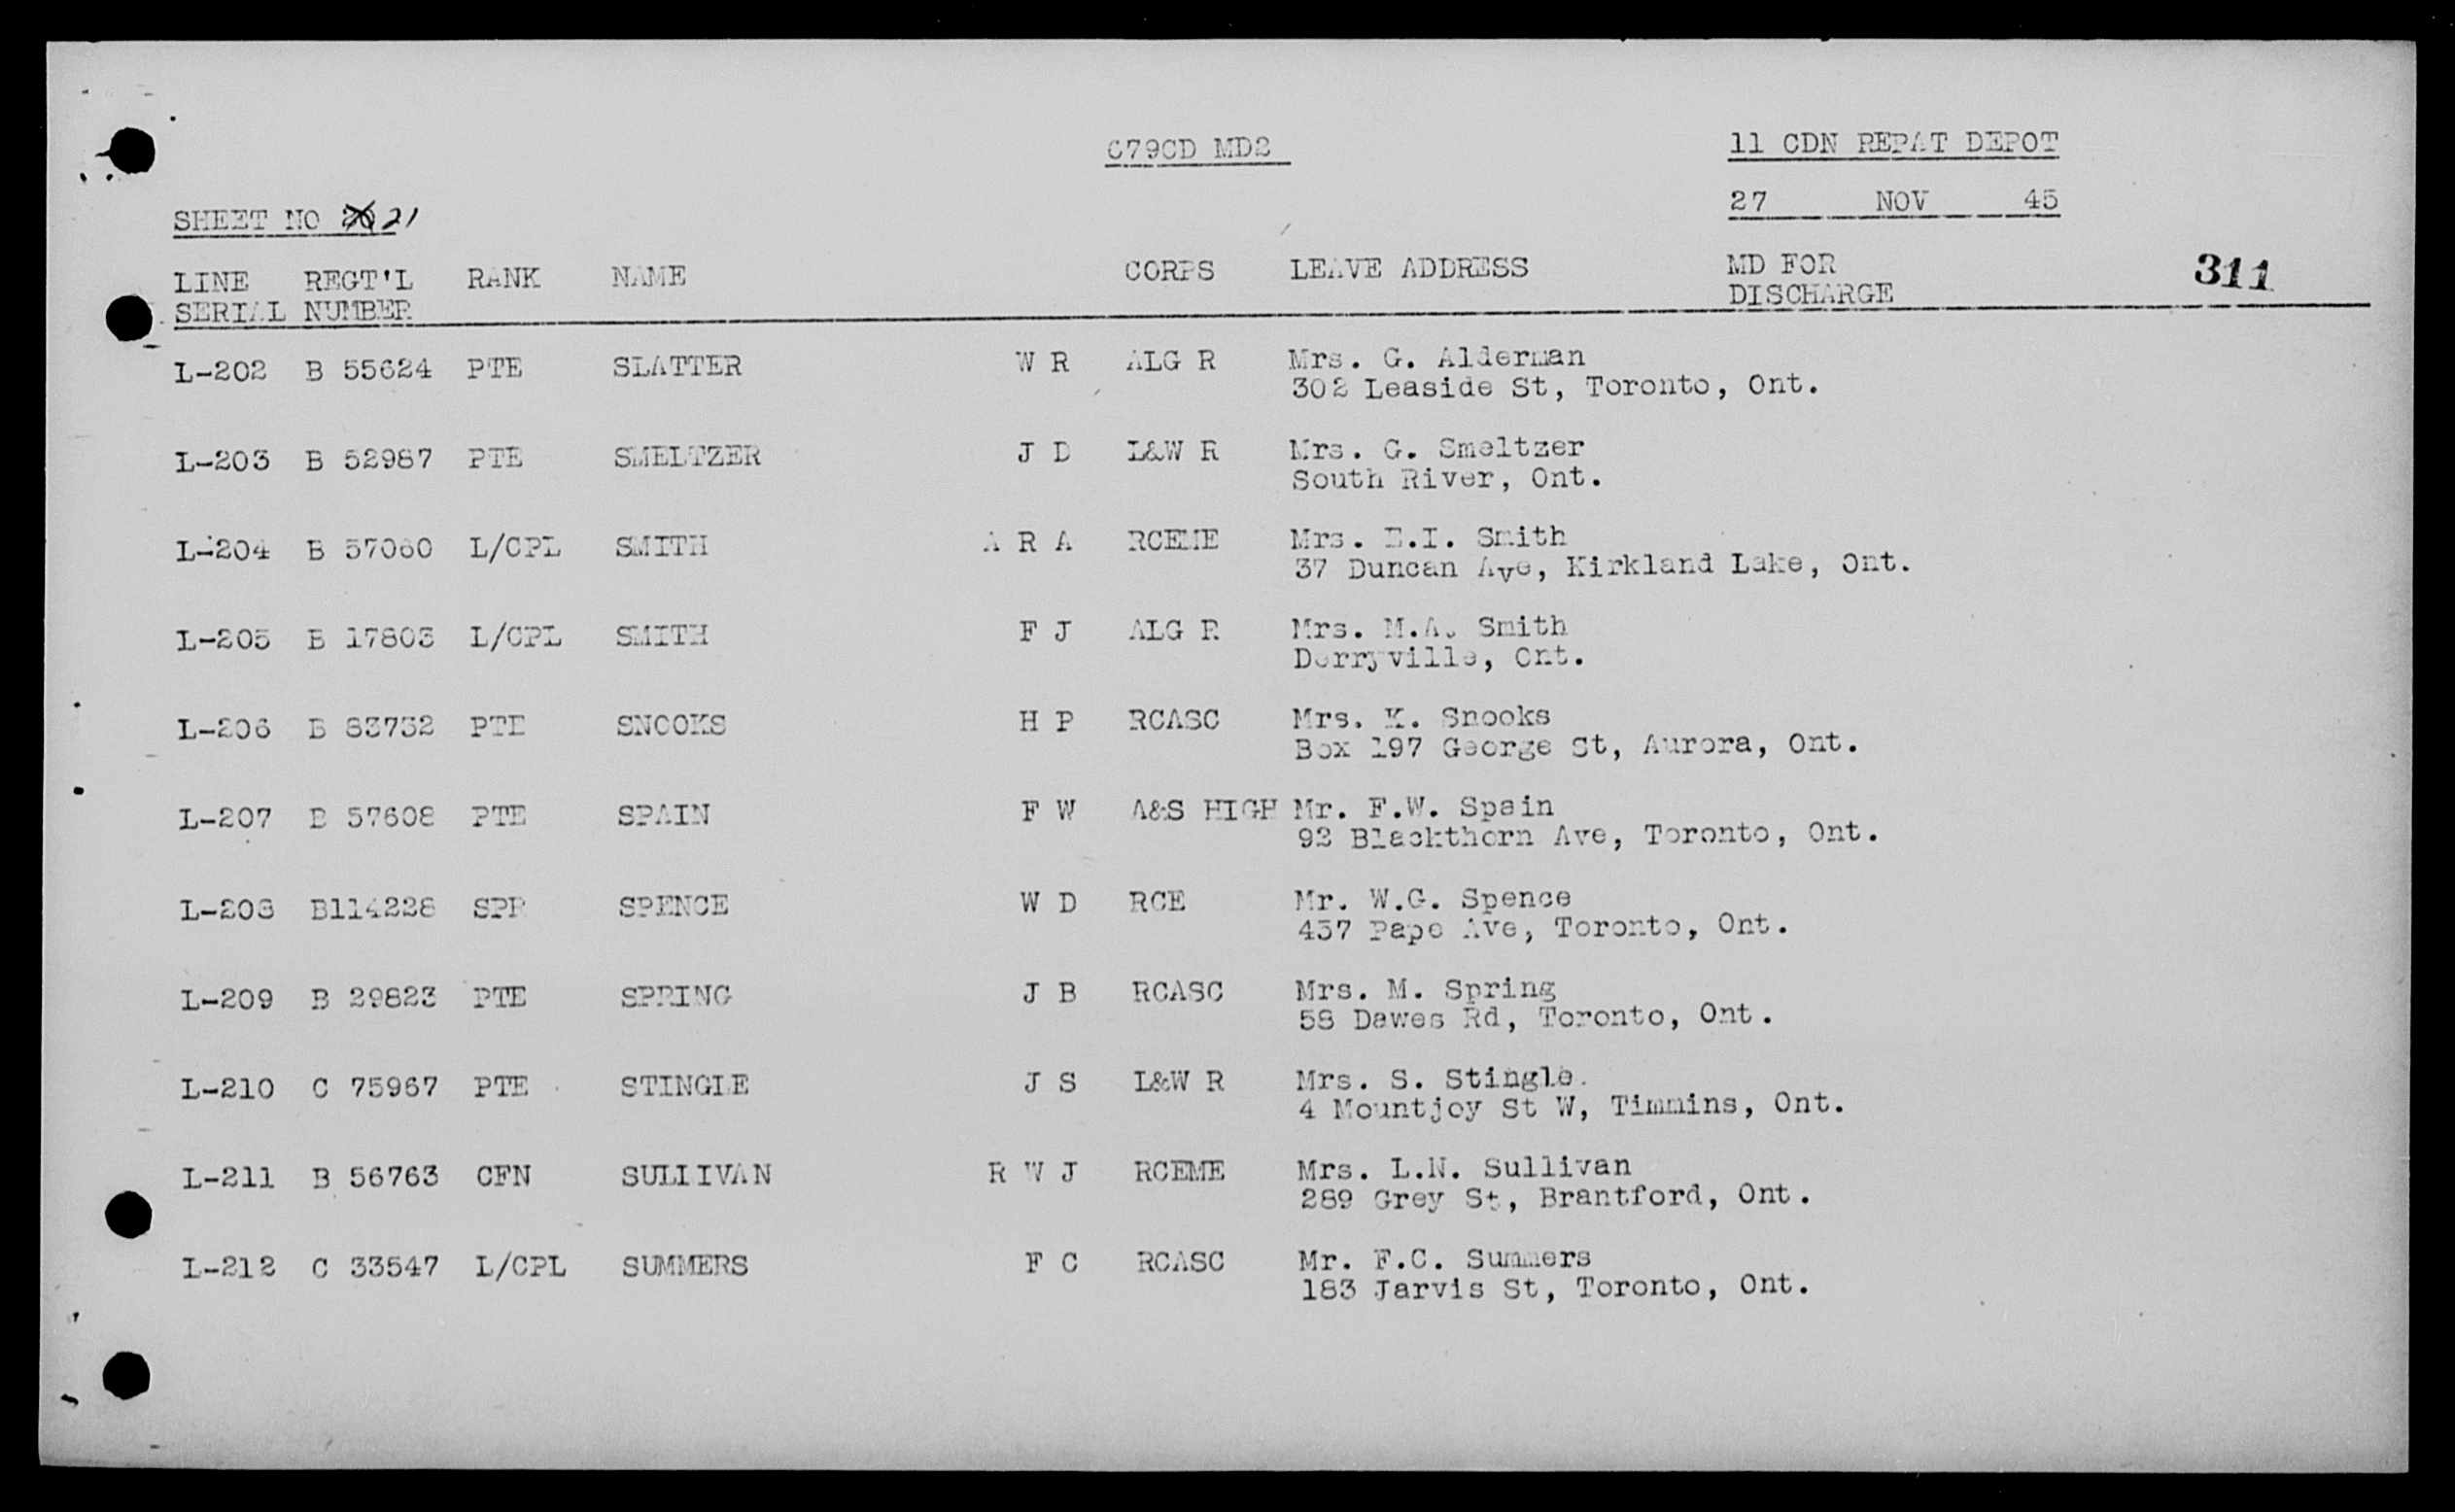 C79CD MD2
11 CDN REPAT DEPOT
27 NOV 45
SHEET NO 21
LINE REGT'L RANK NAME CORPS LEAVE ADDRESS MD FOR 311
SERIAL NUMBER DISCHARGE
L-202 B 55624 PTE SLATTER W R ALG R Mrs. G. Alderman
302 Leaside St, Toronto, Ont.
L-203 B 52987 PTE SMELTZER J D L&W R Mrs. G. Smeltzer
South River, Ont.
L-204 B 57060 L/CPL SMITH A R A RCEME Mrs. E.I. Smith
37 Duncan Ave, Kirkland Lake, Ont.
L-205 B 17803 L/CPL SMITH F J ALG R Mrs. M.A. Smith
Derryville, Ont.
L-206 B 83732 PTE SNOOKS H P RCASC Mrs. K. Snooks
Box 197 George St, Aurora, Ont.
L-207 B 57608 PTE SPAIN F W A&S HIGH Mr. F.W. Spain
92 Blackthorn Ave, Toronto, Ont.
L-208 B114228 SPR SPENCE W D RCE Mr. W.G. Spence
437 Pape Ave, Toronto, Ont.
L-209 B 29823 PTE SPRING J B RCASC Mrs. M. Spring
58 Dawes Rd, Toronto, Ont.
L-210 C 75967 PTE STINGLE J S L&W R Mrs. S. Stingle.
4 Mountjoy St W, Timmins, Ont.
L-211 B 56763 CFN SULLIVAN R W J RCEME Mrs. L.N. Sullivan
289 Grey St, Brantford, Ont.
L-212 C 33547 L/CPL SUMMERS F C RCASC Mr. F.C. Summers
183 Jarvis St, Toronto, Ont.